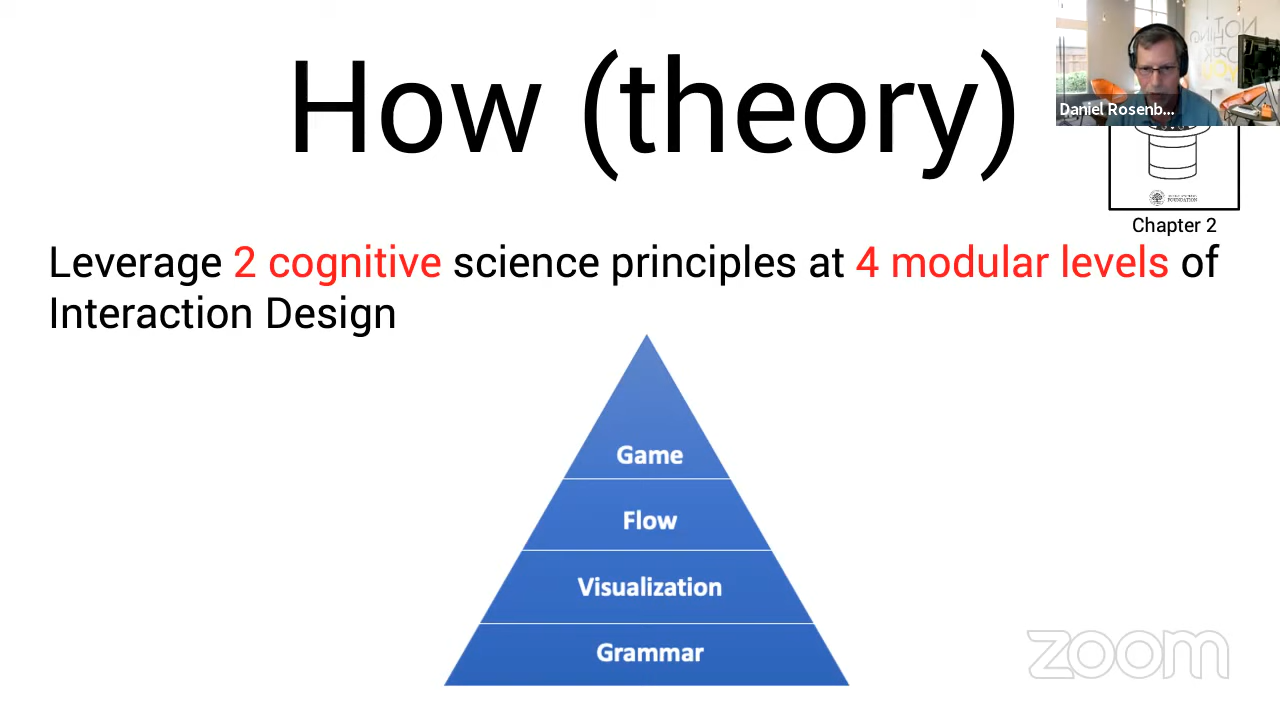 How (theory)
Daniel Rosenb...
FOUNDATION
Chapter 2
Leverage 2 cognitive science principles at 4 modular levels of
Interaction Design
Game
Flow
Visualization
Grammar
zoom